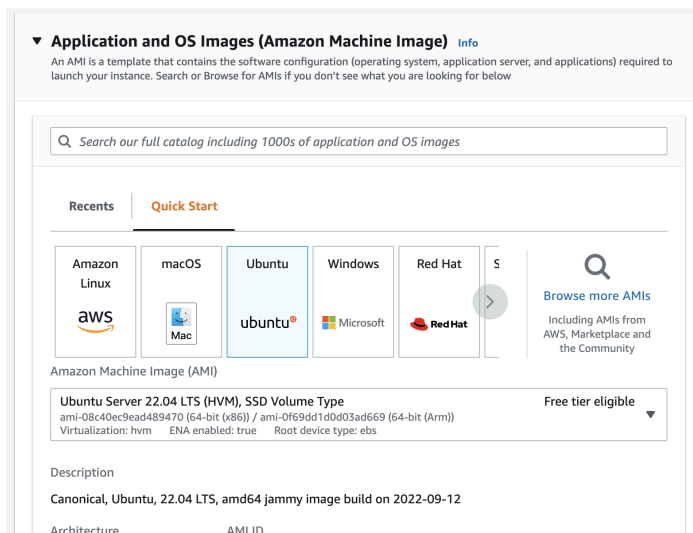 Application and OS Images (Amazon Machine Image) Info
An AMI is a template that contains the software configuration (operating system, application server, and applications) required to
launch your instance. Search or Browse for AMIs if you don't see what you are looking for below
Search our full catalog including 1000s of application and OS images
Recents
Quick Start
Amazon
Linux
aws
macOS
Mac
Ubuntu
ubuntu
Windows
Microsoft
Red Hat
Red Hat
S
Browse more AMIs
Including AMIs from
AWS, Marketplace and
the Community
Amazon Machine Image (AMI)
Ubuntu Server 22.04 LTS (HVM), SSD Volume Type
Free tier eligible
ami-08c40ec9ead489470 (64-bit (x86)) / ami-0f69dd1d0d03ad669 (64-bit (Arm))
Virtualization: hvm ENA enabled: true Root device type: ebs
Description
Canonical, Ubuntu, 22.04 LTS, amd64 jammy image build on 2022-09-12
Architecture
AMI ID